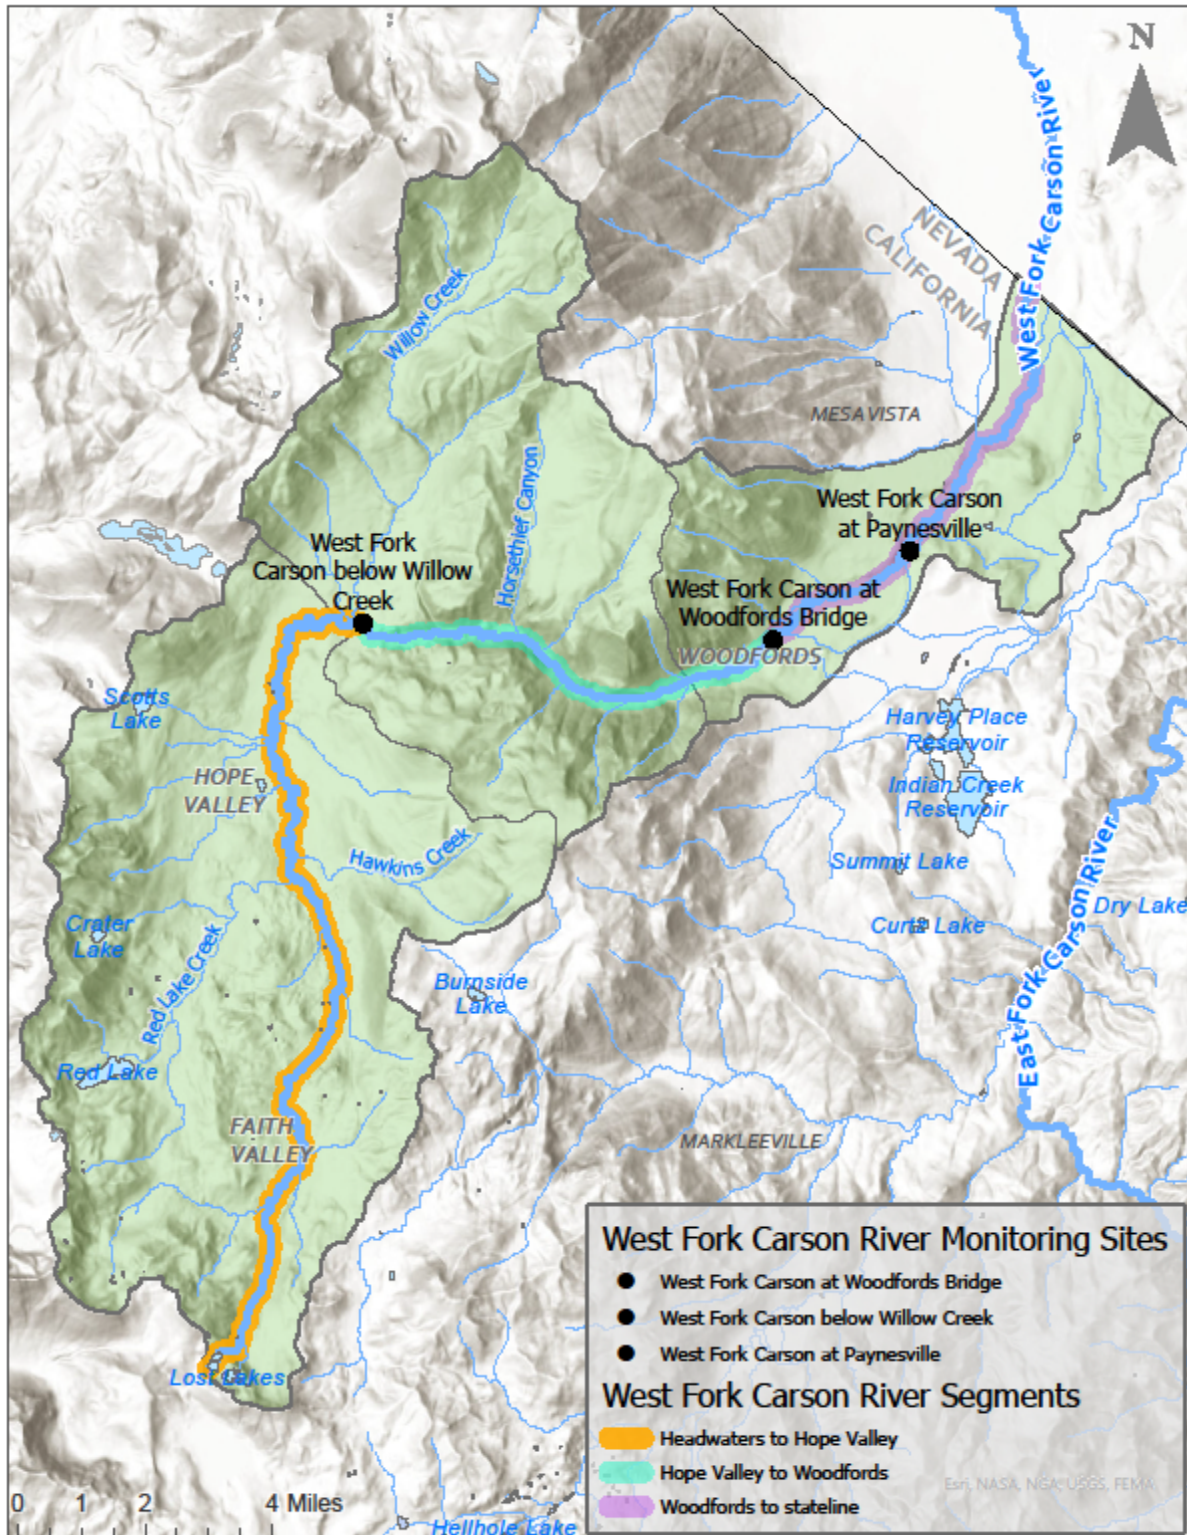 N
West Fork Carson River
NEVADA
CALIFORNIA
Willow Creek
MESA VISTA
Horsethief Canyon
West Fork Carson
at Paynesville
West Fork
Carson below Willow
Creek
West Fork Carson at
Woodfords Bridge
WOODFORDS
Scotts
Lake
Harvey Place
Reservoir
HOPE
VALLEY
Indian Creek
Reservoir
Hawkins Creek
Summit Lake
East Fork Carson River
Dry Lake
Crater
Lake
Curts Lake
Red Lake Creek
Burnside
Lake
Red Lake
FAITH
VALLEY
MARKLEEVILLE
Lost Lakes
West Fork Carson River Monitoring Sites
West Fork Carson at Woodfords Bridge
West Fork Carson below Willow Creek
West Fork Carson at Paynesville
West Fork Carson River Segments
Headwaters to Hope Valley
Hope Valley to Woodfords
Woodfords to stateline
Esri, NASA, NGA, USGS, FEMA
0 1 2 4 Miles
Hellhole Lake